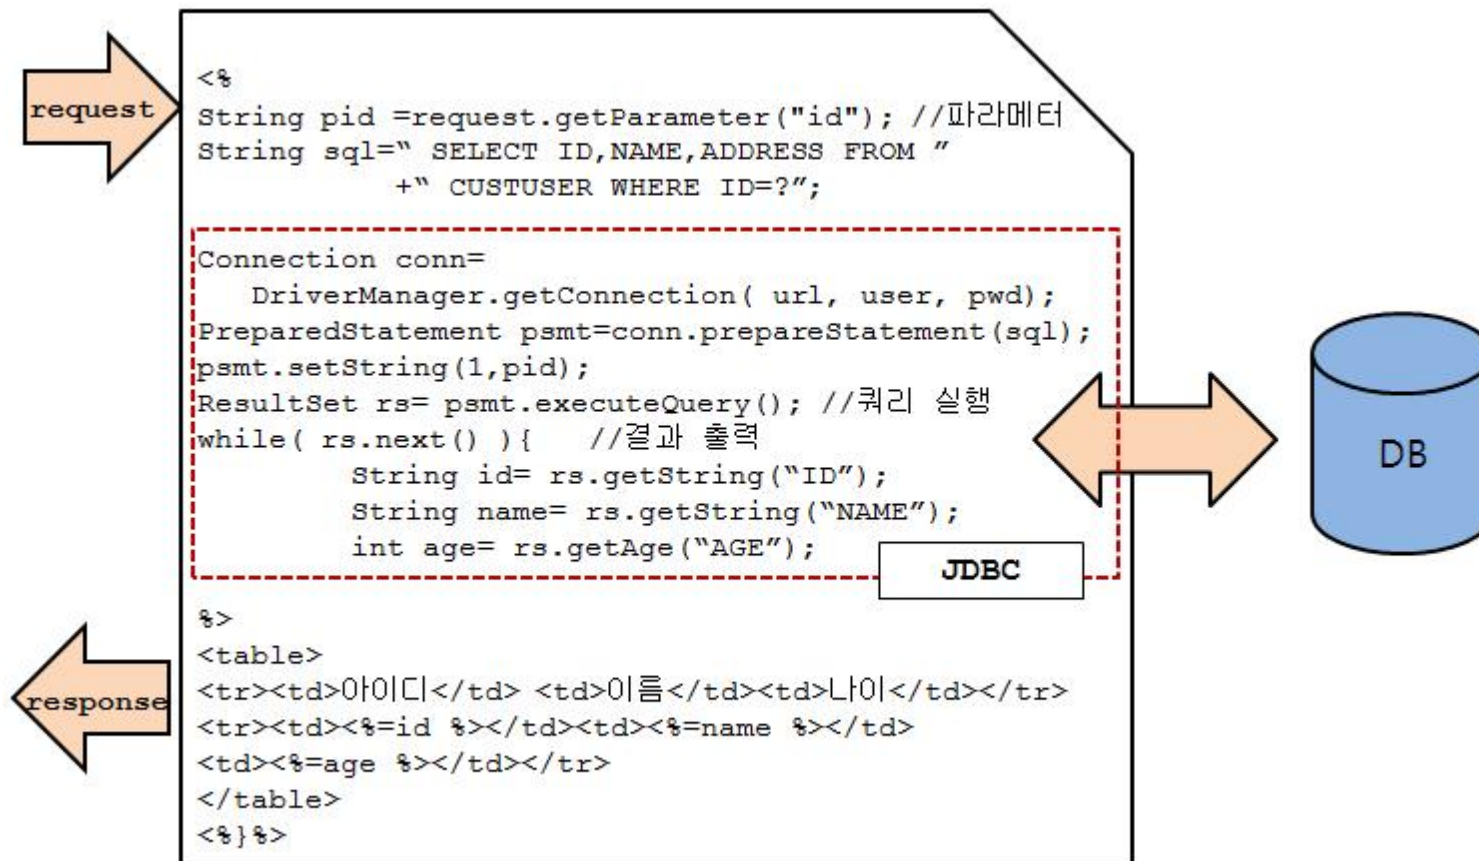 request
<%
String pid =request.getParameter("id"); //파라메터
String sql=“ SELECT ID,NAME,ADDRESS FROM ”
+“ CUSTUSER WHERE ID=?”;
Connection conn=
DriverManager.getConnection( url, user, pwd);
PreparedStatement psmt=conn.prepareStatement(sql);
psmt.setString(1,pid);
ResultSet rs= psmt.executeQuery(); //쿼리 실행
while( rs.next() ){ //결과 출력
String id= rs.getString(“ID”);
String name= rs.getString(“NAME”);
int age= rs.getAge(“AGE”);
JDBC
DB
%>
<table>
<tr><td>아이디</td> <td>이름</td><td>나이</td></tr>
response
<tr><td><%=id %></td><td><%=name %></td>
<td><%=age %></td></tr>
</table>
<%}%>